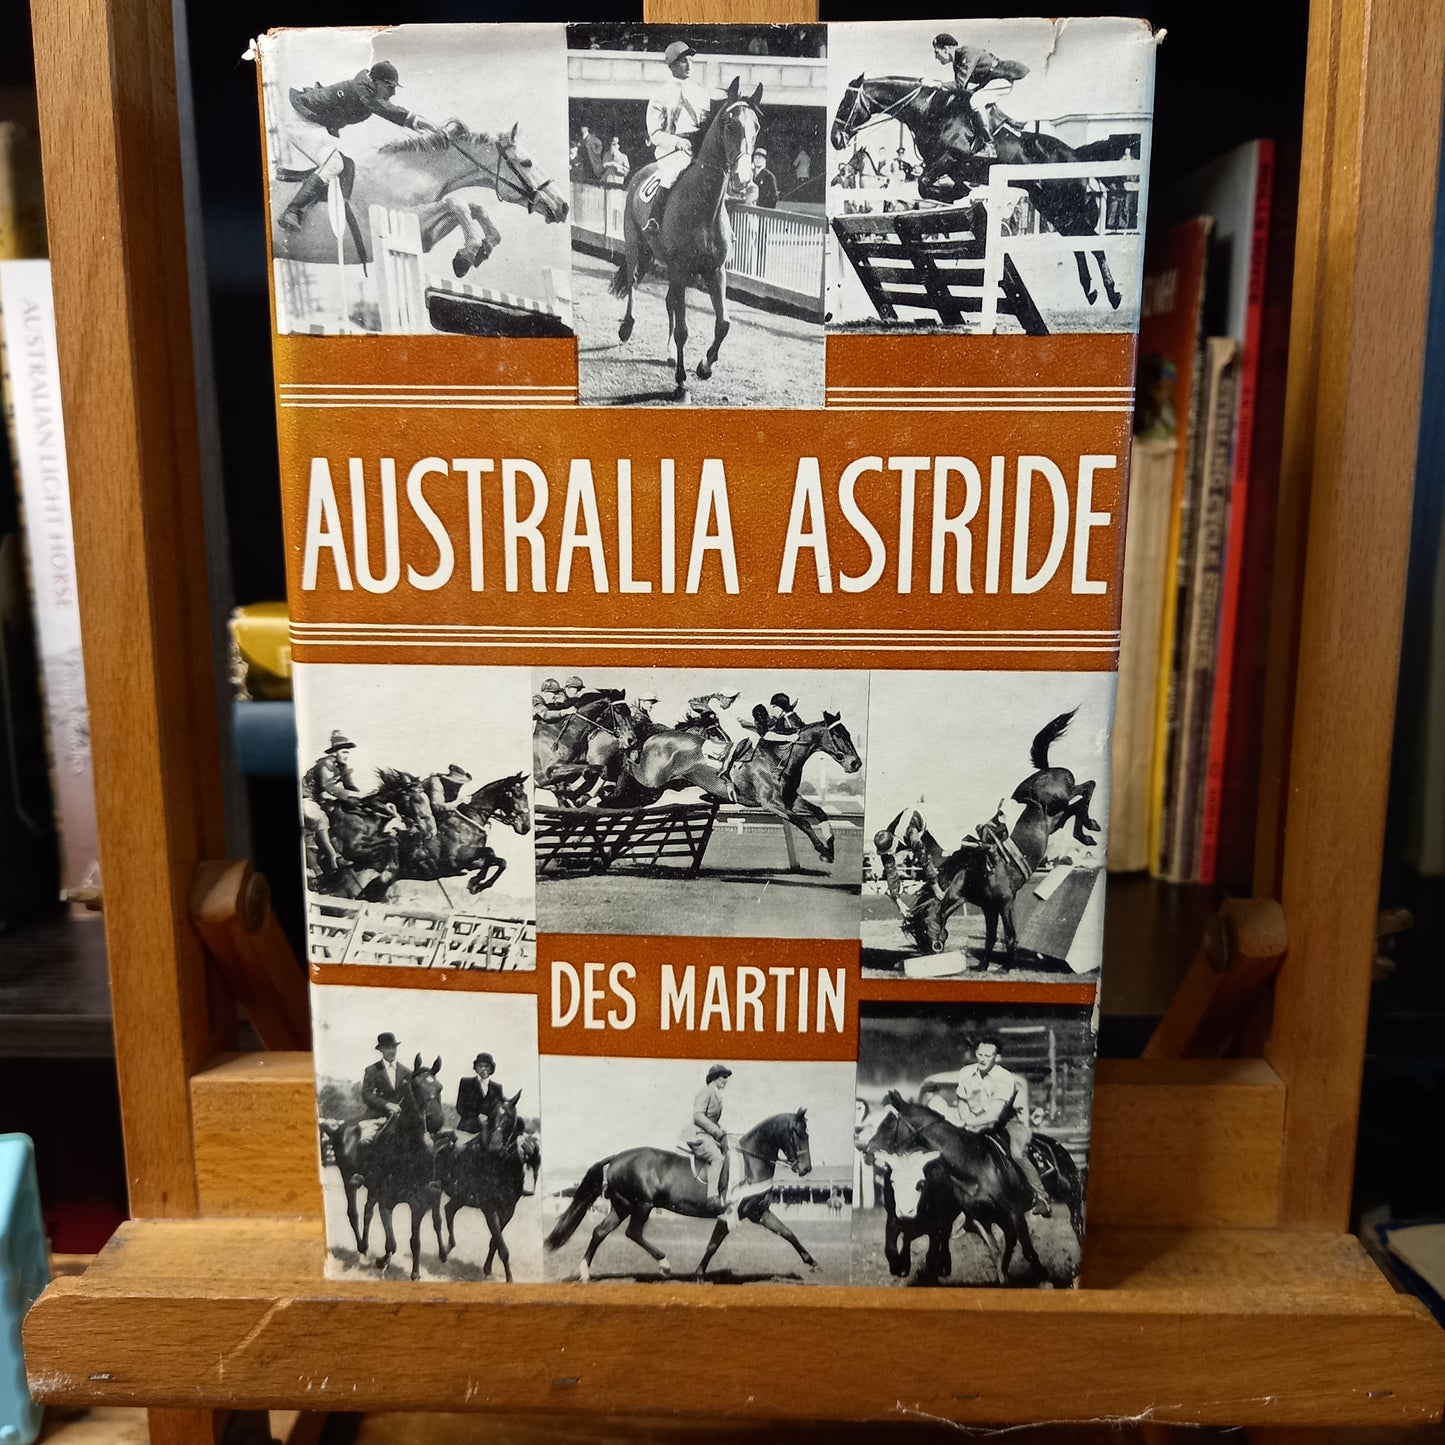 AUSTRALIA ASTRIDE
DES MARTIN
AUSTRALIAN LIGHT HORSE